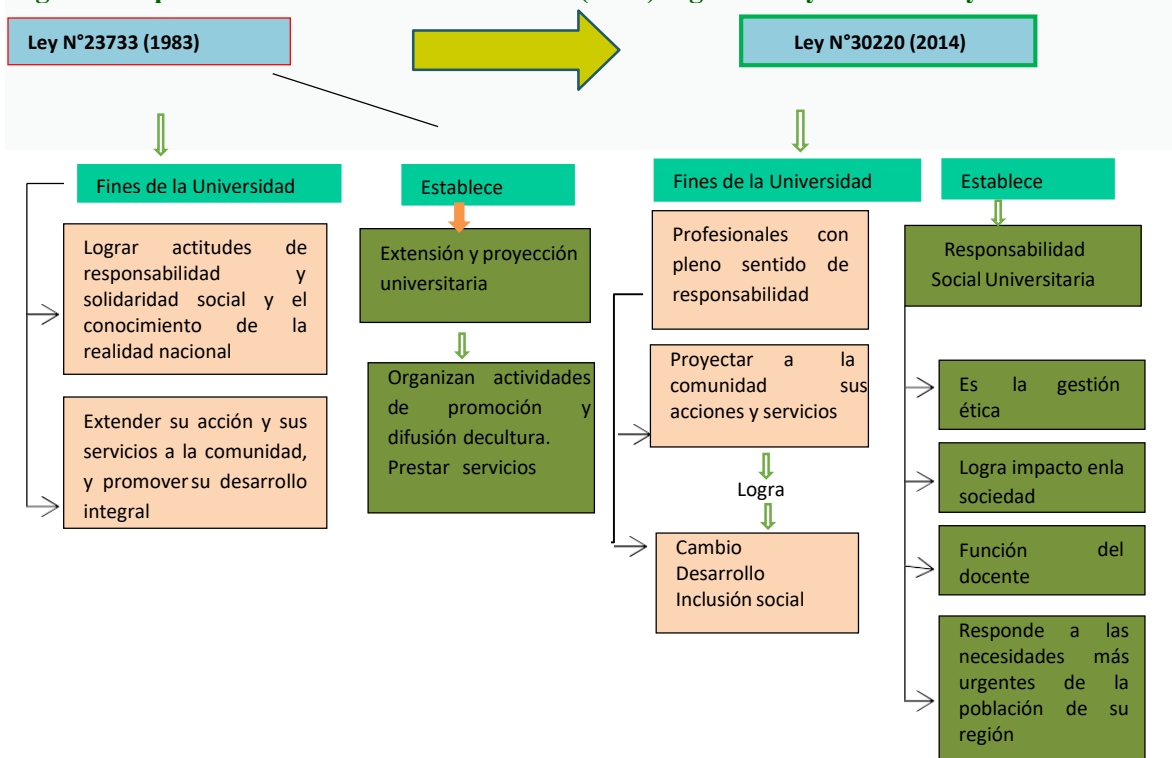 Ley N°23733 (1983)
Ley N°30220 (2014)
Fines de la Universidad
Lograr actitudes de
responsabilidad y
solidaridad social y el
conocimiento de la
realidad nacional
Extender su acción y sus
servicios a la comunidad,
y promoversu desarrollo
integral
Establece
Extensión y proyección
universitaria
Organizan actividades
de promoción y
difusión decultura.
Prestar servicios
Fines de la Universidad
Profesionales con
pleno sentido de
responsabilidad
Proyectar a la
comunidad sus
acciones y servicios
Logra
Cambio
Desarrollo
Inclusión social
Establece
Responsabilidad
Social Universitaria
Es la gestión
ética
Logra impacto enla
sociedad
Función del
docente
Responde a las
necesidades más
urgentes de la
población de su
región